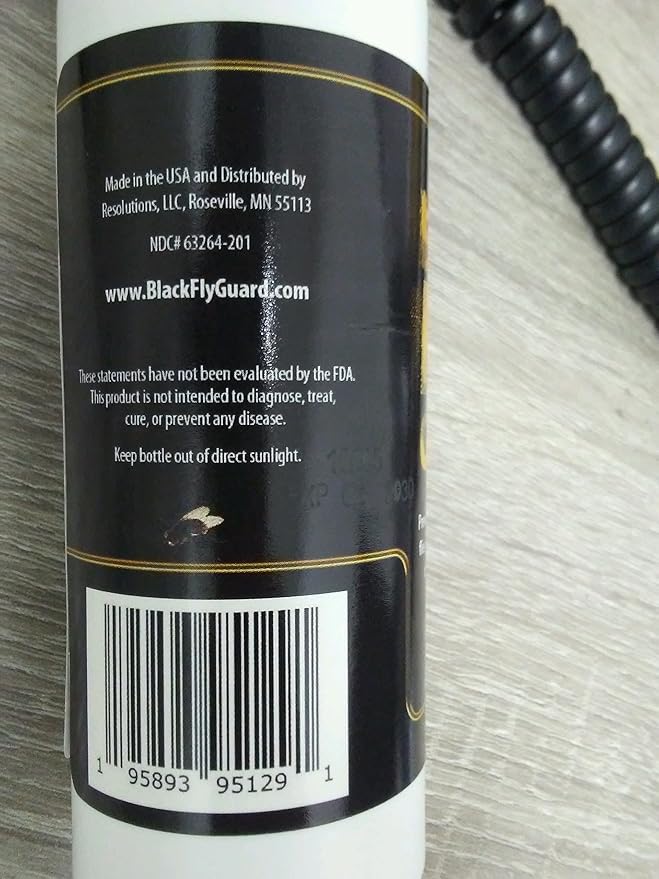 Made in the USA and Distributed by
Resolutions, LLC, Roseville, MN 55113
NDC# 63264-201
www.BlackFlyGuard.com
These statements have not been evaluated by the FDA.
This product is not intended to diagnose, treat,
cure, or prevent any disease.
Keep bottle out of direct sunlight.
1 95893 95129 1